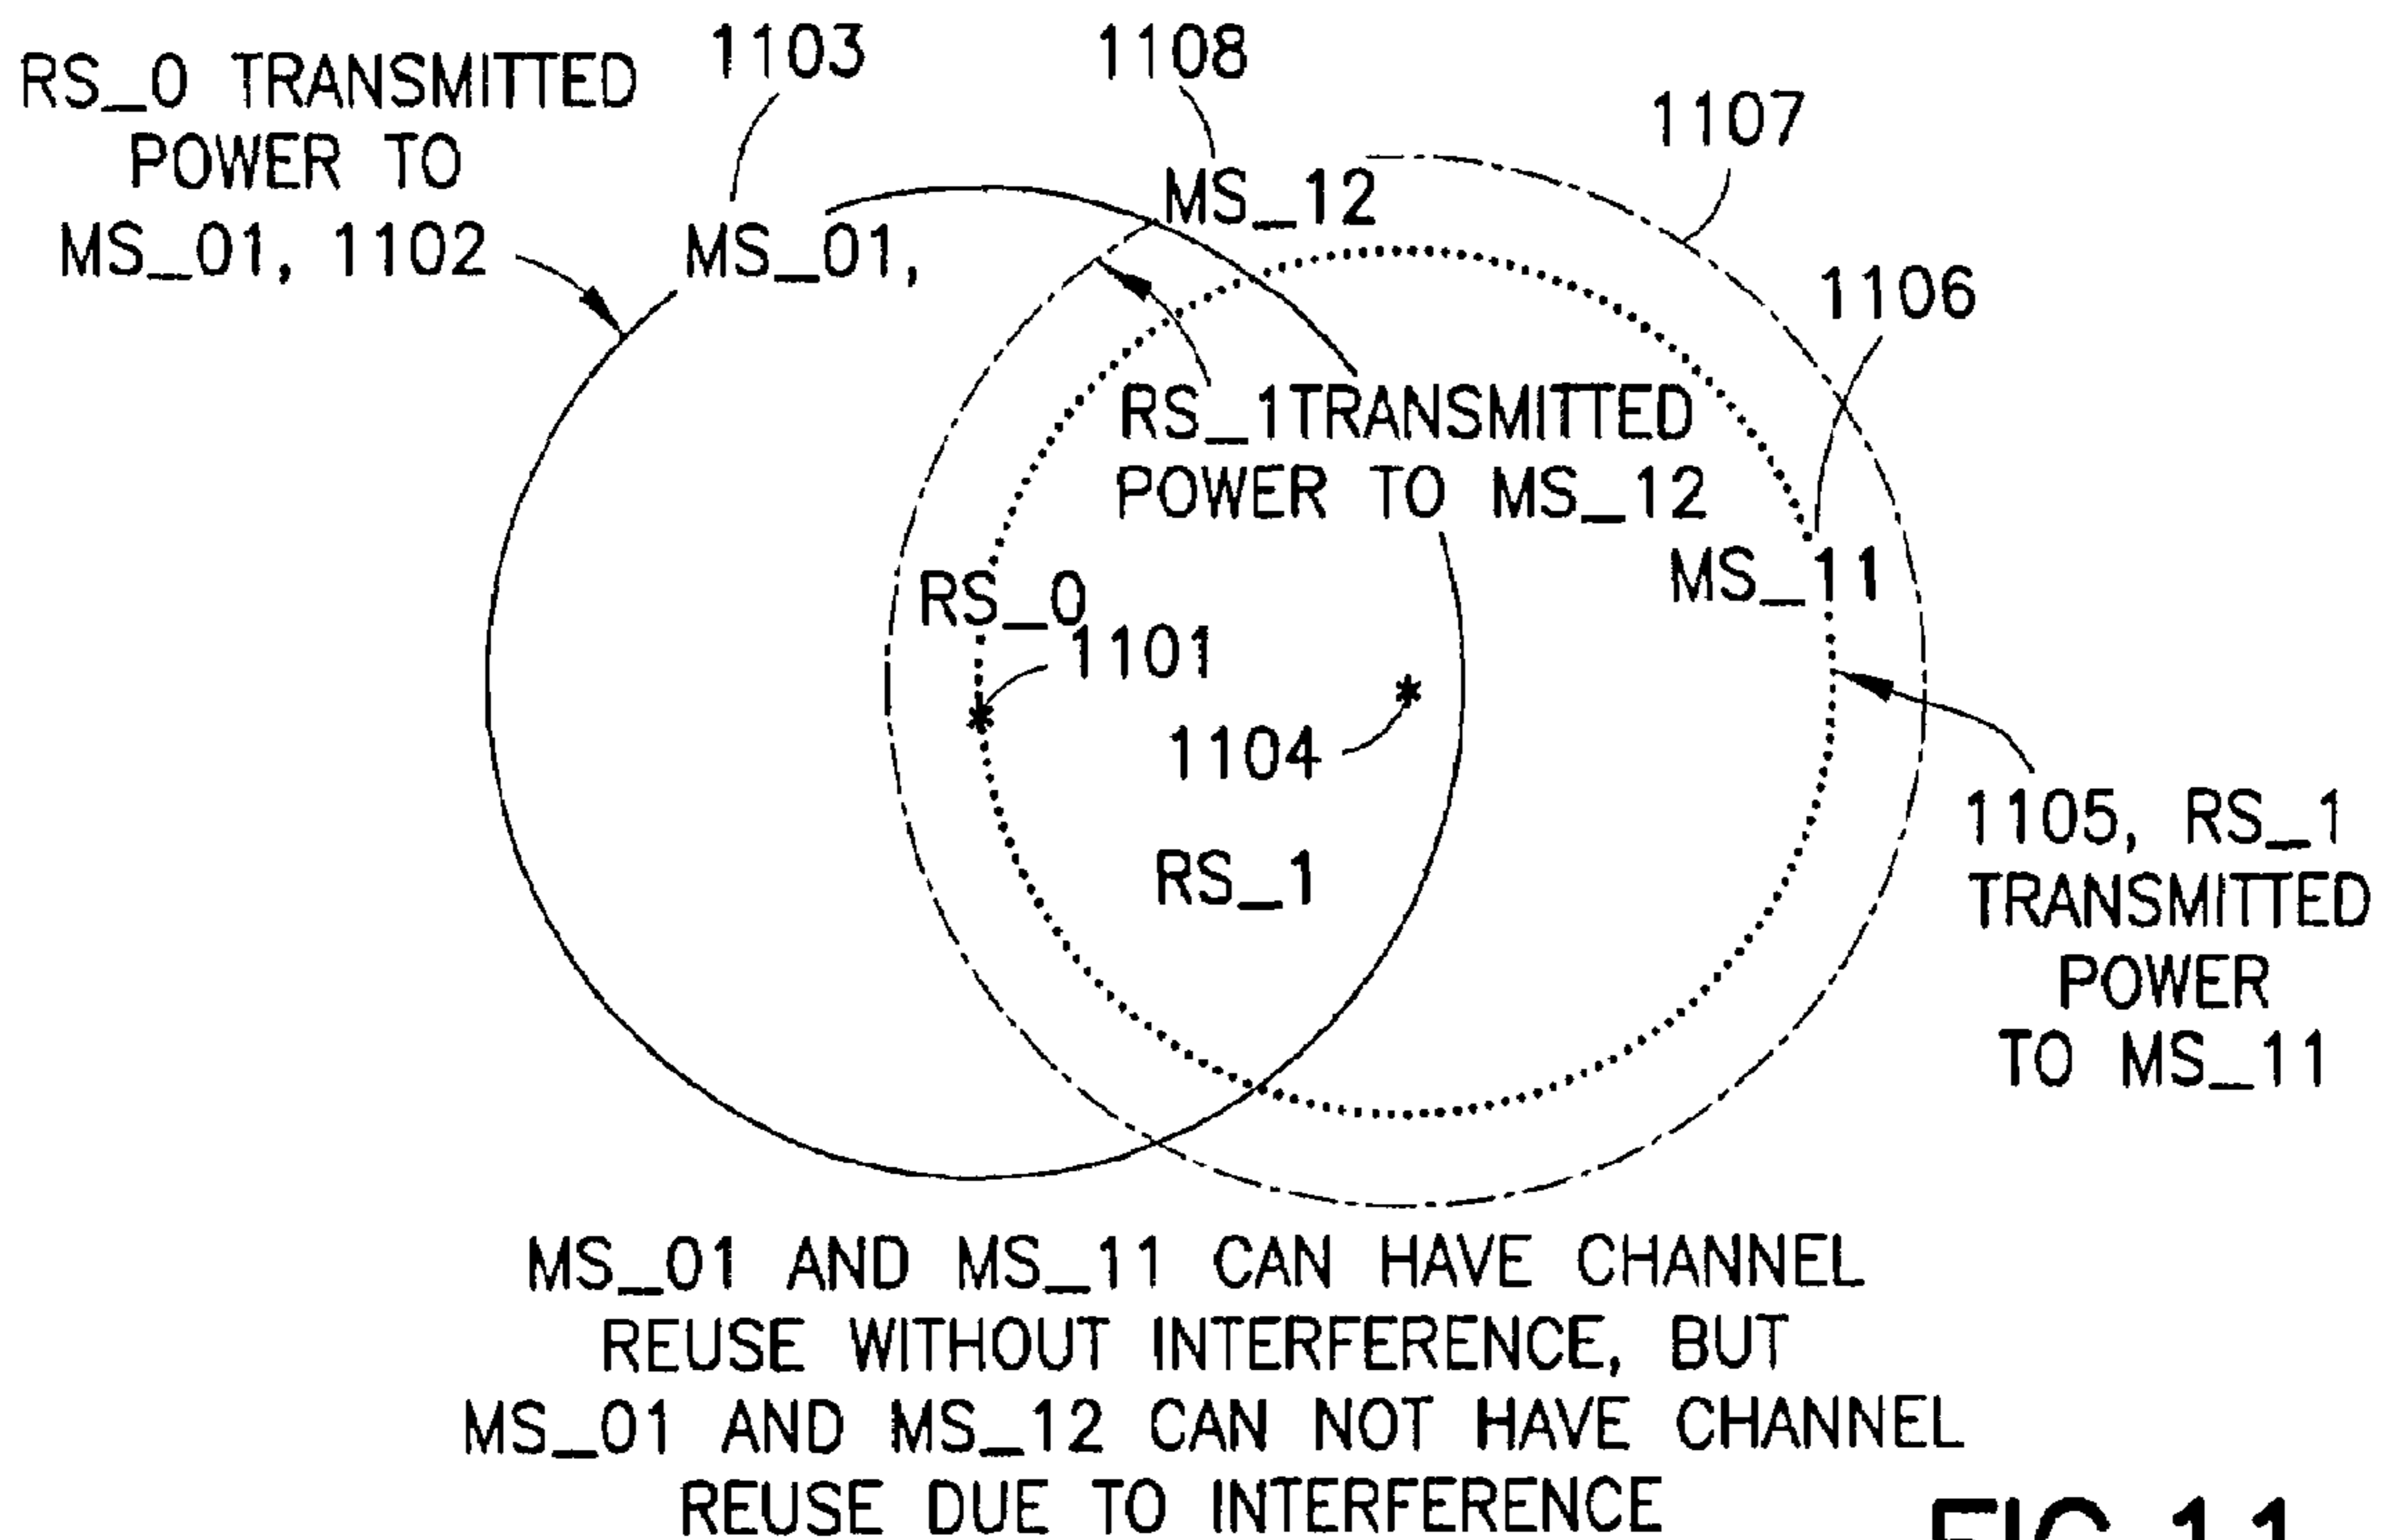 RS_0 TRANSMITTED
POWER TO
MS_01, 1102
1103
1108
1107
1106
MS_12
MS_01,
RS_1TRANSMITTED
POWER TO MS_12
MS_11
RS_0
1101
1104
RS_1
1105, RS_1
TRANSMITTED
POWER
TO MS_11
MS_01 AND MS_11 CAN HAVE CHANNEL
REUSE WITHOUT INTERFERENCE, BUT
MS_01 AND MS_12 CAN NOT HAVE CHANNEL
REUSE DUE TO INTERFERENCE
FIG.11